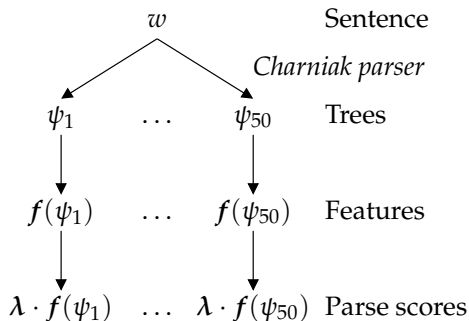 w Sentence
Charniak parser
ψ₁ … ψ₅₀ Trees
f(ψ₁) … f(ψ₅₀) Features
λ · f(ψ₁) … λ · f(ψ₅₀) Parse scores